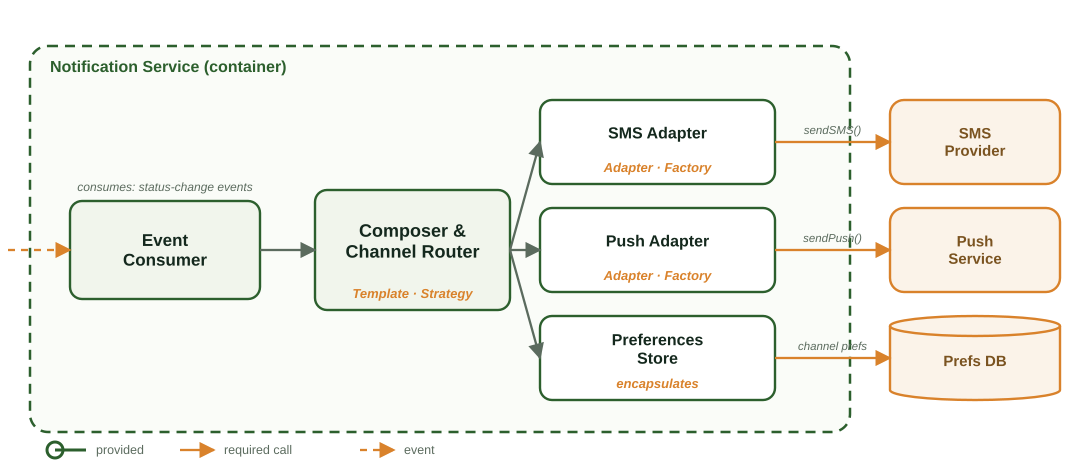 Notification Service (container)
consumes: status-change events
Event
Consumer
Composer &
Channel Router
Template · Strategy
SMS Adapter
Adapter · Factory
Push Adapter
Adapter · Factory
Preferences
Store
encapsulates
sendSMS()
sendPush()
channel prefs
SMS
Provider
Push
Service
Prefs DB
provided
required call
event